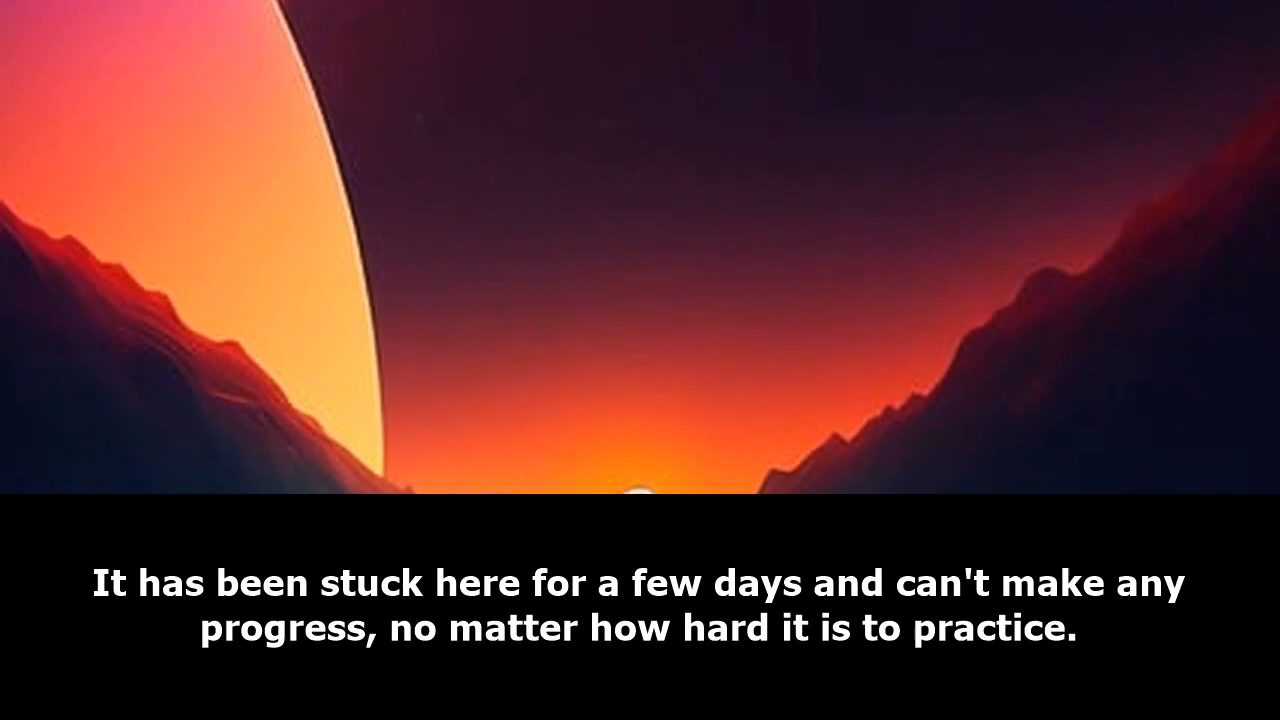 It has been stuck here for a few days and can't make any
progress, no matter how hard it is to practice.